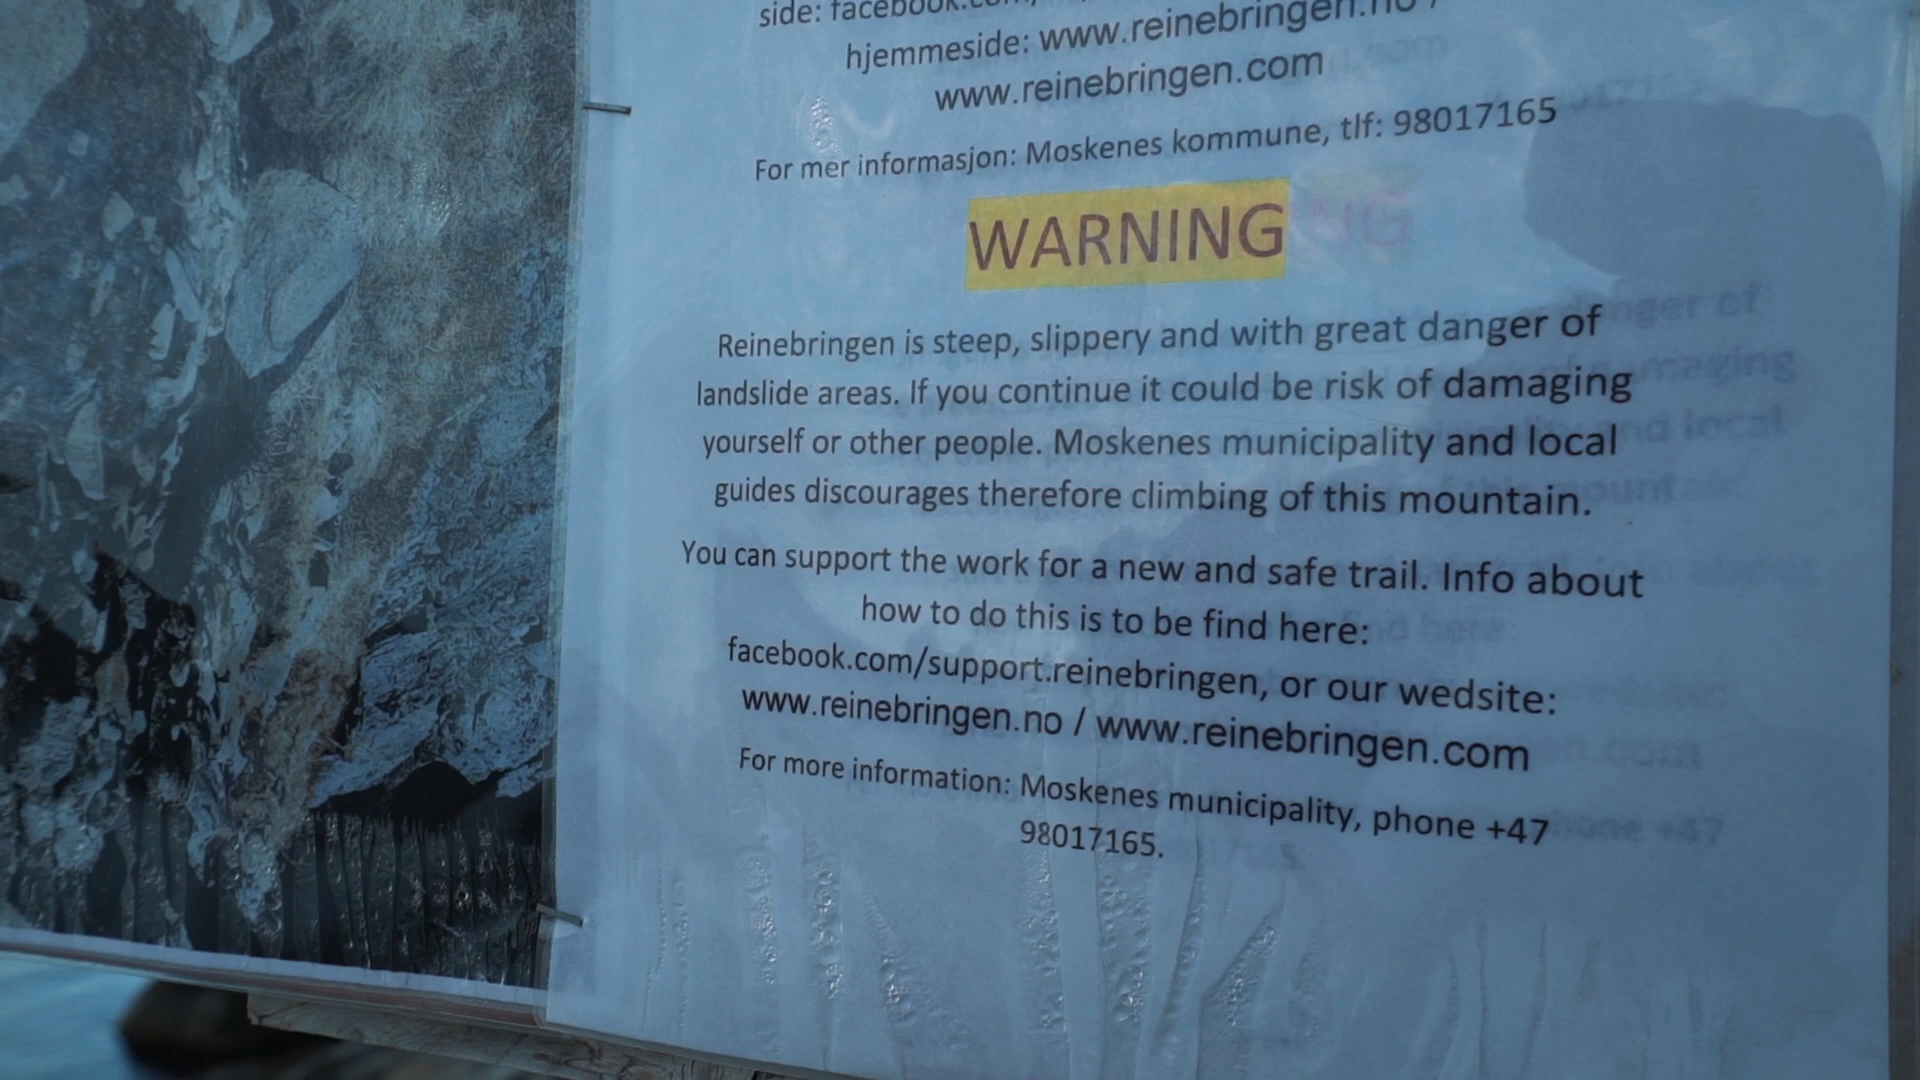 side: facebook.com/
hjemmeside: www.reinebringen.no /
www.reinebringen.com
For mer informasjon: Moskenes kommune, tlf: 98017165
WARNING
Reinebringen is steep, slippery and with great danger of
landslide areas. If you continue it could be risk of damaging
yourself or other people. Moskenes municipality and local
guides discourages therefore climbing of this mountain.
You can support the work for a new and safe trail. Info about
how to do this is to be find here:
facebook.com/support.reinebringen, or our wedsite:
www.reinebringen.no / www.reinebringen.com
For more information: Moskenes municipality, phone +47
98017165.